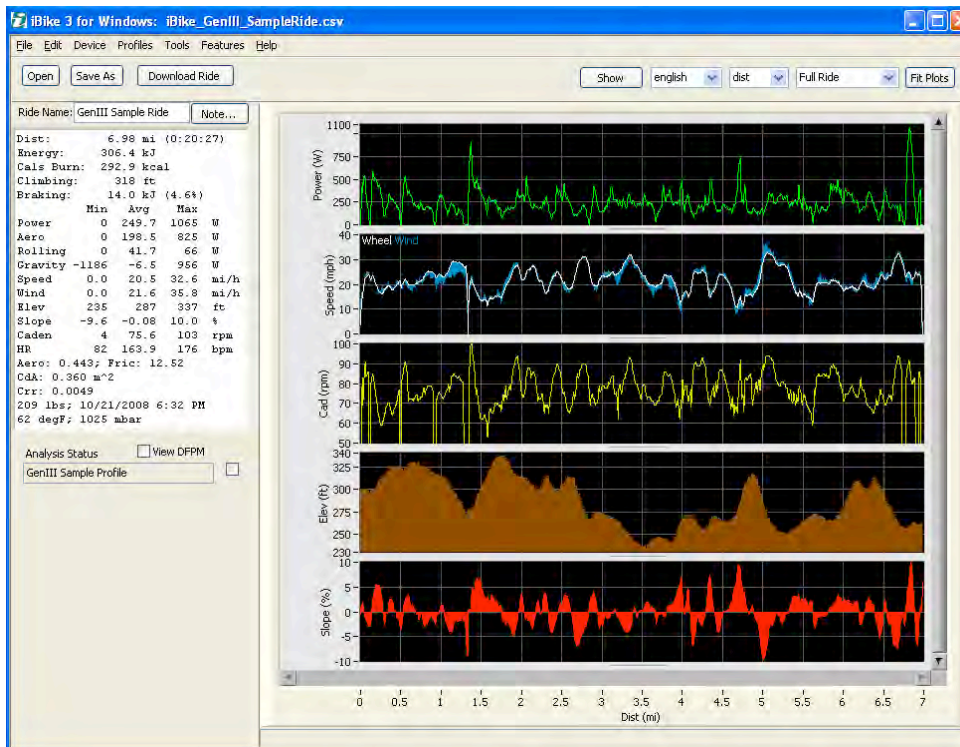 iBike 3 for Windows: iBike_GenIII_SampleRide.csv
File Edit Device Profiles Tools Features Help
Open Save As Download Ride Show english dist Full Ride Fit Plots
Ride Name: GenIII Sample Ride Note...
Dist: 6.98 mi (0:20:27)
Energy: 306.4 kJ
Cals Burn: 292.9 kcal
Climbing: 318 ft
Braking: 14.0 kJ (4.6%)
Min Avg Max
Power 0 249.7 1065 W
Aero 0 198.5 825 W
Rolling 0 41.7 66 W
Gravity -1186 -6.5 956 W
Speed 0.0 20.5 32.6 mi/h
Wind 0.0 21.6 35.8 mi/h
Elev 235 287 337 ft
Slope -9.6 -0.08 10.0 %
Caden 4 75.6 103 rpm
HR 82 163.9 176 bpm
Aero: 0.443; Fric: 12.52
CdA: 0.360 m^2
Crr: 0.0049
209 lbs; 10/21/2008 6:32 PM
62 degF; 1025 mbar
Analysis Status View DFPM
GenIII Sample Profile
Power (W)
1100
750
500
250
0
Speed (mph)
Wheel Wind
40
30
20
10
0
Cad (rpm)
100
90
80
70
60
50
Elev (ft)
340
325
300
275
250
230
Slope (%)
10
5
0
-5
-10
0 0.5 1 1.5 2 2.5 3 3.5 4 4.5 5 5.5 6 6.5 7
Dist (mi)